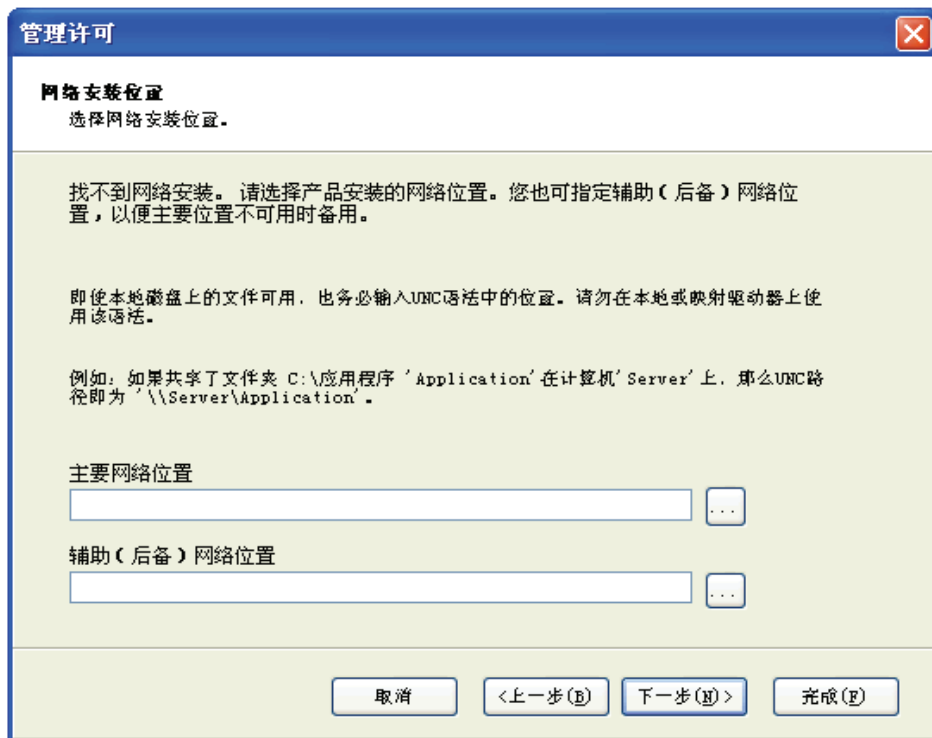 管理许可
网络安装位置
选择网络安装位置。
找不到网络安装。 请选择产品安装的网络位置。您也可指定辅助(后备)网络位
置,以便主要位置不可用时备用。
即使本地磁盘上的文件可用，也务必输入UNC语法中的位置。请勿在本地或映射驱动器上使
用该语法。
例如：如果共享了文件夹 C:\应用程序 'Application'在计算机'Server'上，那么UNC路
径即为 '\\Server\Application'。
主要网络位置
...
辅助(后备)网络位置
...
取消 <上一步(B) 下一步(N)> 完成(F)